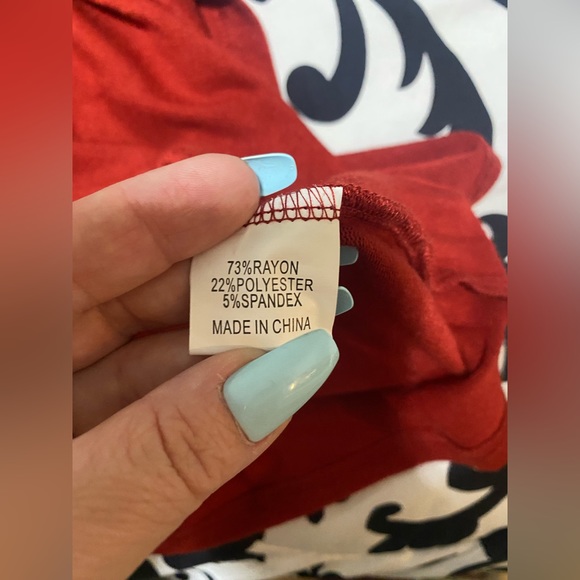 73%RAYON
22%POLYESTER
5%SPANDEX
MADE IN CHINA